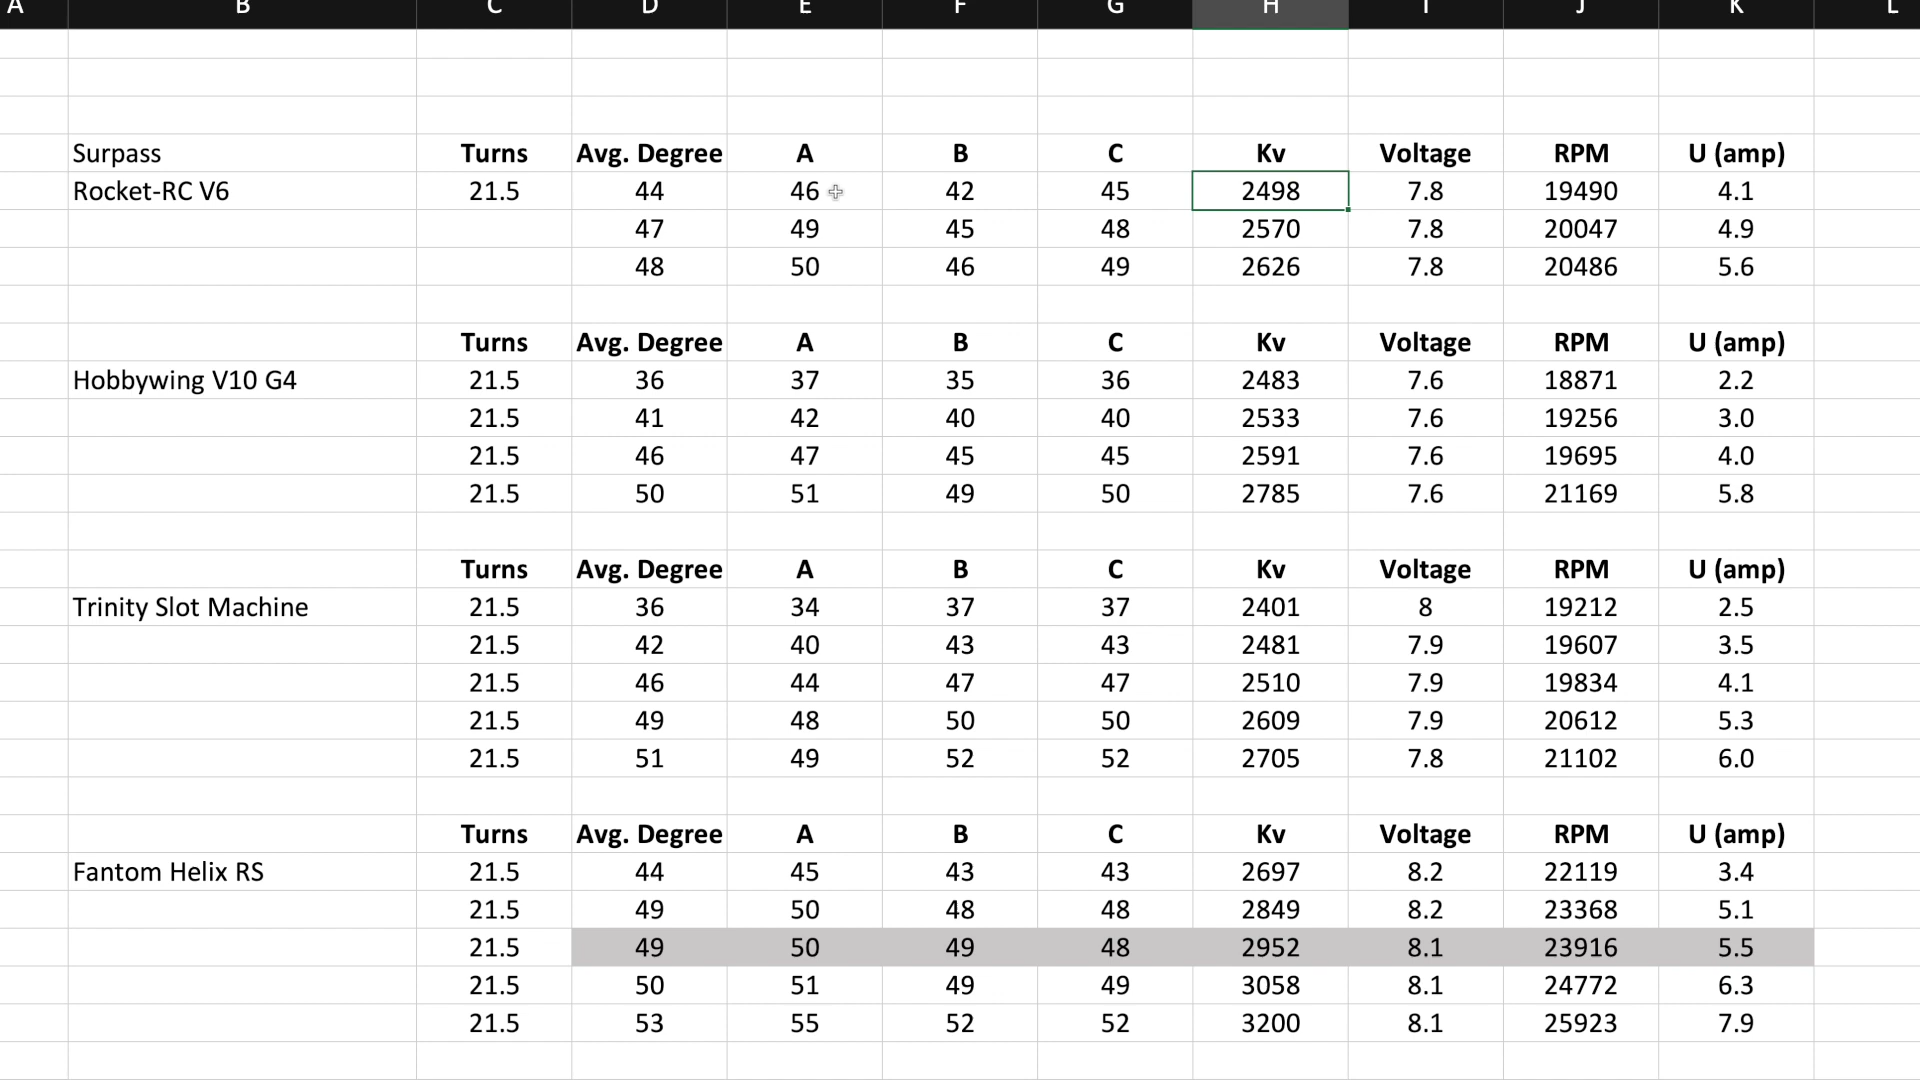 A B C D E F G H I J K L
Surpass Turns Avg. Degree A B C Kv Voltage RPM U (amp)
Rocket-RC V6 21.5 44 46 42 45 2498 7.8 19490 4.1
47 49 45 48 2570 7.8 20047 4.9
48 50 46 49 2626 7.8 20486 5.6
Turns Avg. Degree A B C Kv Voltage RPM U (amp)
Hobbywing V10 G4 21.5 36 37 35 36 2483 7.6 18871 2.2
21.5 41 42 40 40 2533 7.6 19256 3.0
21.5 46 47 45 45 2591 7.6 19695 4.0
21.5 50 51 49 50 2785 7.6 21169 5.8
Turns Avg. Degree A B C Kv Voltage RPM U (amp)
Trinity Slot Machine 21.5 36 34 37 37 2401 8 19212 2.5
21.5 42 40 43 43 2481 7.9 19607 3.5
21.5 46 44 47 47 2510 7.9 19834 4.1
21.5 49 48 50 50 2609 7.9 20612 5.3
21.5 51 49 52 52 2705 7.8 21102 6.0
Turns Avg. Degree A B C Kv Voltage RPM U (amp)
Fantom Helix RS 21.5 44 45 43 43 2697 8.2 22119 3.4
21.5 49 50 48 48 2849 8.2 23368 5.1
21.5 49 50 49 48 2952 8.1 23916 5.5
21.5 50 51 49 49 3058 8.1 24772 6.3
21.5 53 55 52 52 3200 8.1 25923 7.9